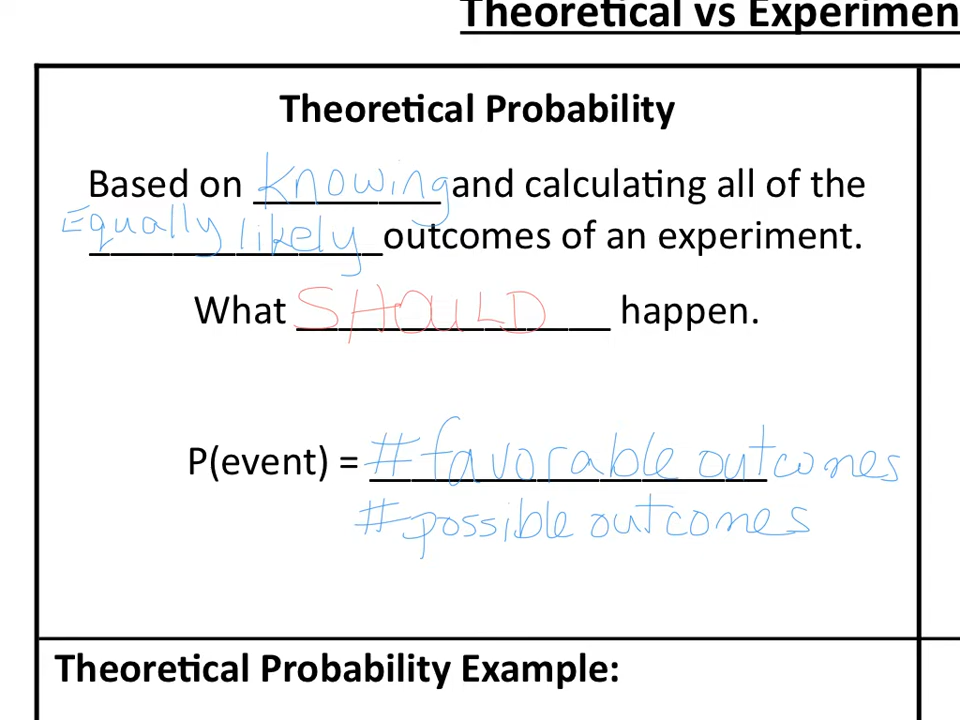 Theoretical vs Experimen
Theoretical Probability
Based on knowing and calculating all of the
Equally likely outcomes of an experiment.
What SHOULD happen.
P(event) = #favorable outcomes
#possible outcomes
Theoretical Probability Example: